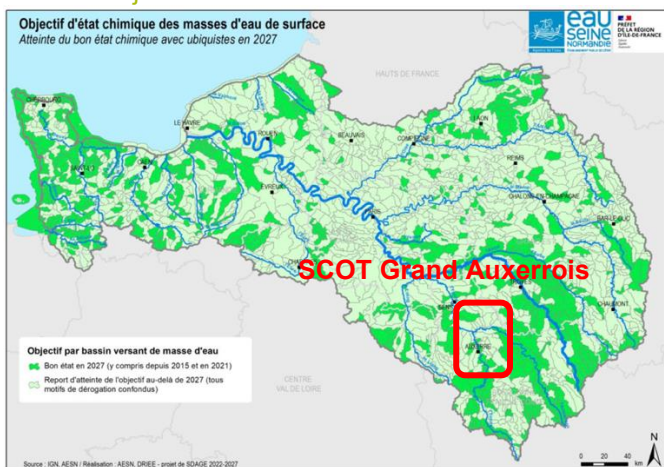 Objectif d'état chimique des masses d'eau de surface
Atteinte du bon état chimique avec ubiquistes en 2027
eau
SEINE
NORMANDIE
PRÉFET
DE LA RÉGION
D'ÎLE-DE-FRANCE
HAUTS DE FRANCE
CHERBOURG
LE HAVRE
ROUEN
BEAUVAIS
COMPIEGNE
LAON
SAINT-LO
CAEN
REIMS
EVREUX
CHALONS-EN-CHAMPAGNE
BAR-LE-DUC
SCOT Grand Auxerrois
CHAUMONT
AUXERRE
Objectif par bassin versant de masse d'eau
Bon état en 2027 (y compris depuis 2015 et en 2021)
Report d'atteinte de l'objectif au-delà de 2027 (tous
motifs de dérogation confondus)
CENTRE
VAL DE LOIRE
N
0 20 40
km
Source : IGN, AESN / Réalisation : AESN, DRIEE - projet de SDAGE 2022-2027